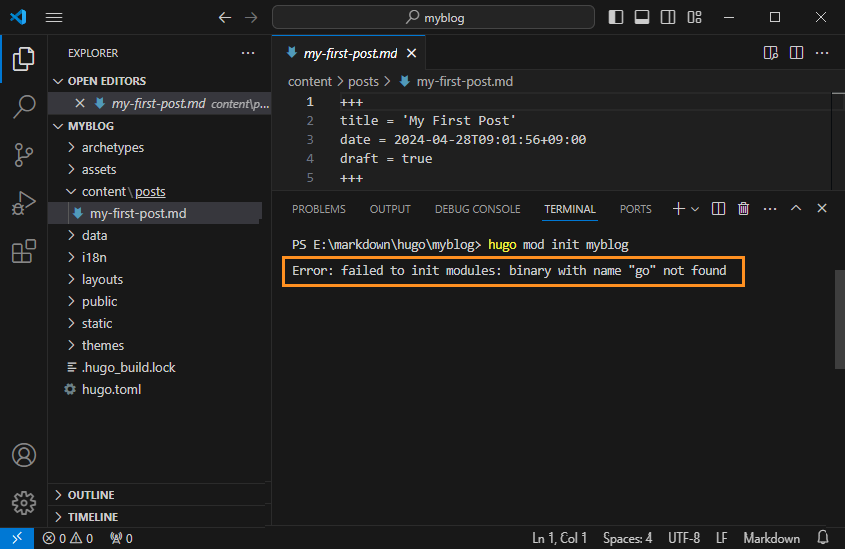 myblog
EXPLORER
OPEN EDITORS
my-first-post.md content\p...
MYBLOG
archetypes
assets
content\posts
my-first-post.md
data
i18n
layouts
public
static
themes
.hugo_build.lock
hugo.toml
OUTLINE
TIMELINE
my-first-post.md
content > posts > my-first-post.md
1 +++
2 title = 'My First Post'
3 date = 2024-04-28T09:01:56+09:00
4 draft = true
5 +++
PROBLEMS OUTPUT DEBUG CONSOLE TERMINAL PORTS
PS E:\markdown\hugo\myblog> hugo mod init myblog
Error: failed to init modules: binary with name "go" not found
0 0 0 Ln 1, Col 1 Spaces: 4 UTF-8 LF Markdown